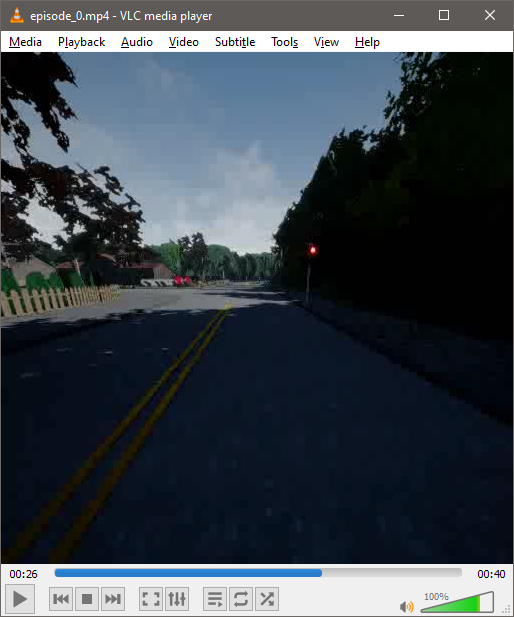 episode_0.mp4 - VLC media player
Media Playback Audio Video Subtitle Tools View Help
00:26 00:40
100%